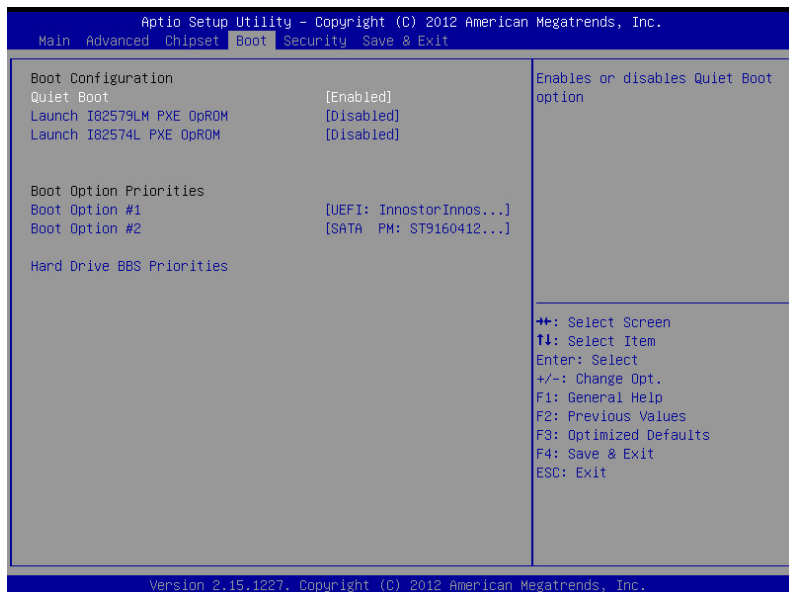 Aptio Setup Utility – Copyright (C) 2012 American Megatrends, Inc.
Main Advanced Chipset Boot Security Save & Exit
Boot Configuration
Quiet Boot [Enabled]
Launch I82579LM PXE OpROM [Disabled]
Launch I82574L PXE OpROM [Disabled]
Boot Option Priorities
Boot Option #1 [UEFI: InnostorInnos...]
Boot Option #2 [SATA PM: ST9160412...]
Hard Drive BBS Priorities
Enables or disables Quiet Boot
option
→←: Select Screen
↑↓: Select Item
Enter: Select
+/-: Change Opt.
F1: General Help
F2: Previous Values
F3: Optimized Defaults
F4: Save & Exit
ESC: Exit
Version 2.15.1227. Copyright (C) 2012 American Megatrends, Inc.